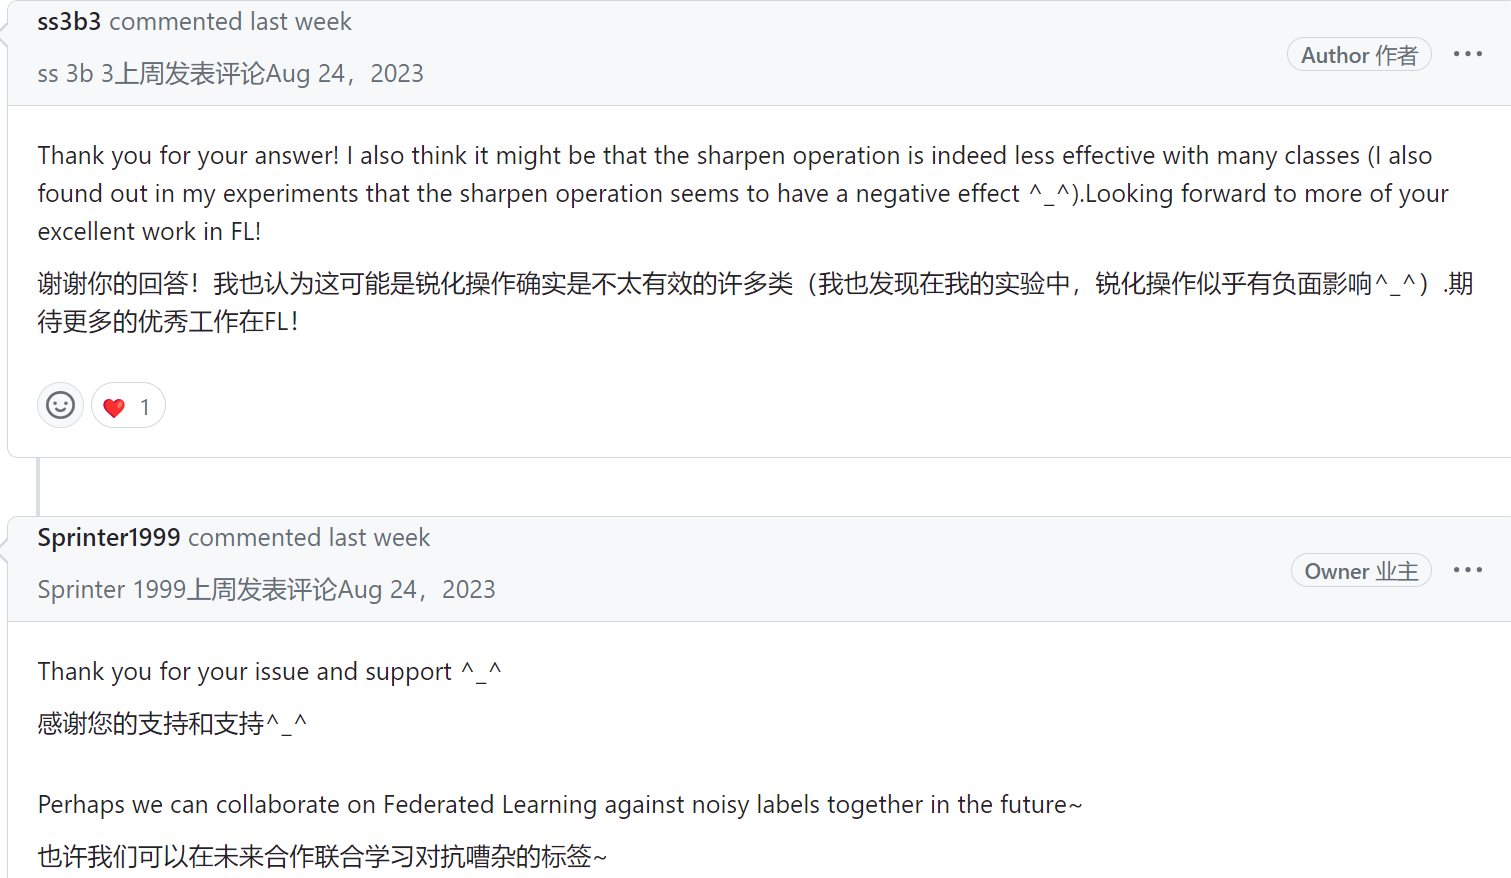 ss3b3 commented last week
ss 3b 3上周发表评论Aug 24，2023
Author 作者
Thank you for your answer! I also think it might be that the sharpen operation is indeed less effective with many classes (I also
found out in my experiments that the sharpen operation seems to have a negative effect ^_^).Looking forward to more of your
excellent work in FL!
谢谢你的回答！我也认为这可能是锐化操作确实是不太有效的许多类（我也发现在我的实验中，锐化操作似乎有负面影响^_^）.期
待更多的优秀工作在FL！
1
Sprinter1999 commented last week
Sprinter 1999上周发表评论Aug 24，2023
Owner 业主
Thank you for your issue and support ^_^
感谢您的支持和支持^_^
Perhaps we can collaborate on Federated Learning against noisy labels together in the future~
也许我们可以在未来合作联合学习对抗嘈杂的标签~